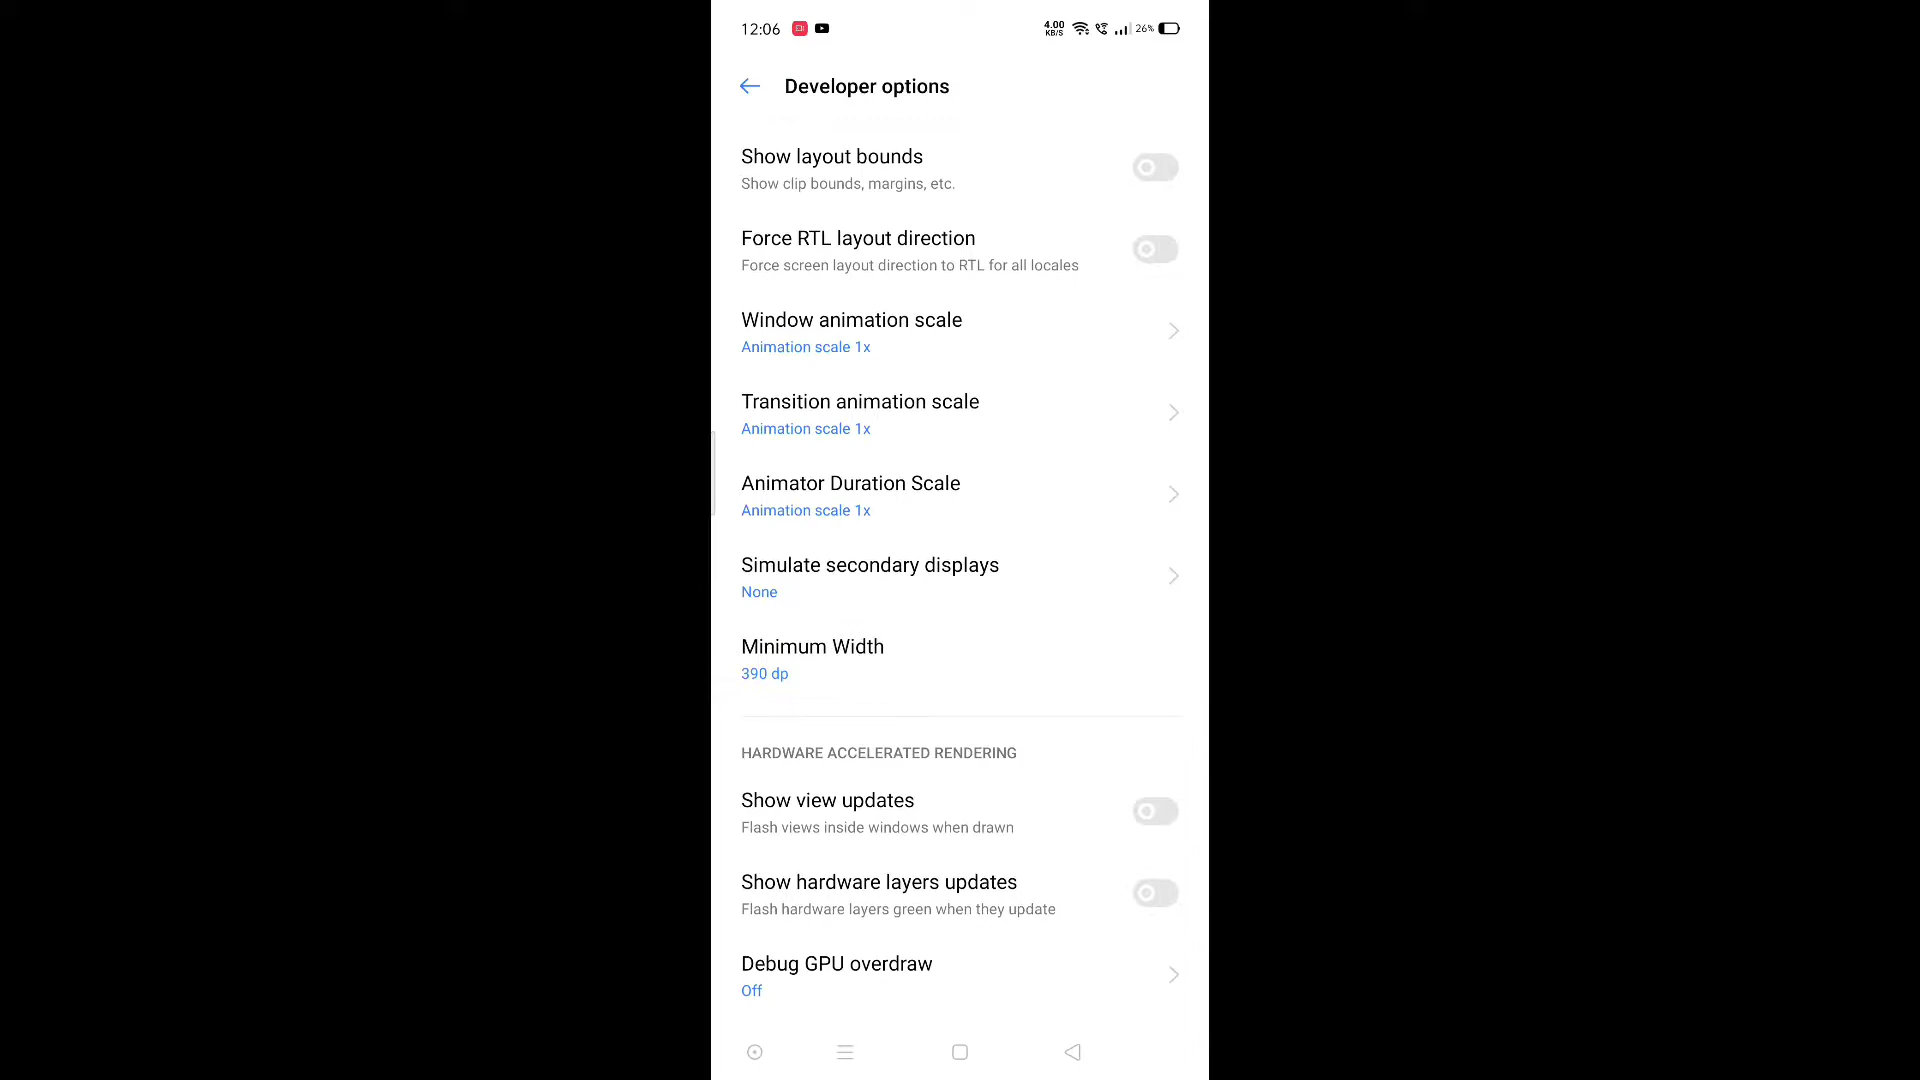 12:06
4.00
KB/S
26%
Developer options
Show layout bounds
Show clip bounds, margins, etc.
Force RTL layout direction
Force screen layout direction to RTL for all locales
Window animation scale
Animation scale 1x
Transition animation scale
Animation scale 1x
Animator Duration Scale
Animation scale 1x
Simulate secondary displays
None
Minimum Width
390 dp
HARDWARE ACCELERATED RENDERING
Show view updates
Flash views inside windows when drawn
Show hardware layers updates
Flash hardware layers green when they update
Debug GPU overdraw
Off